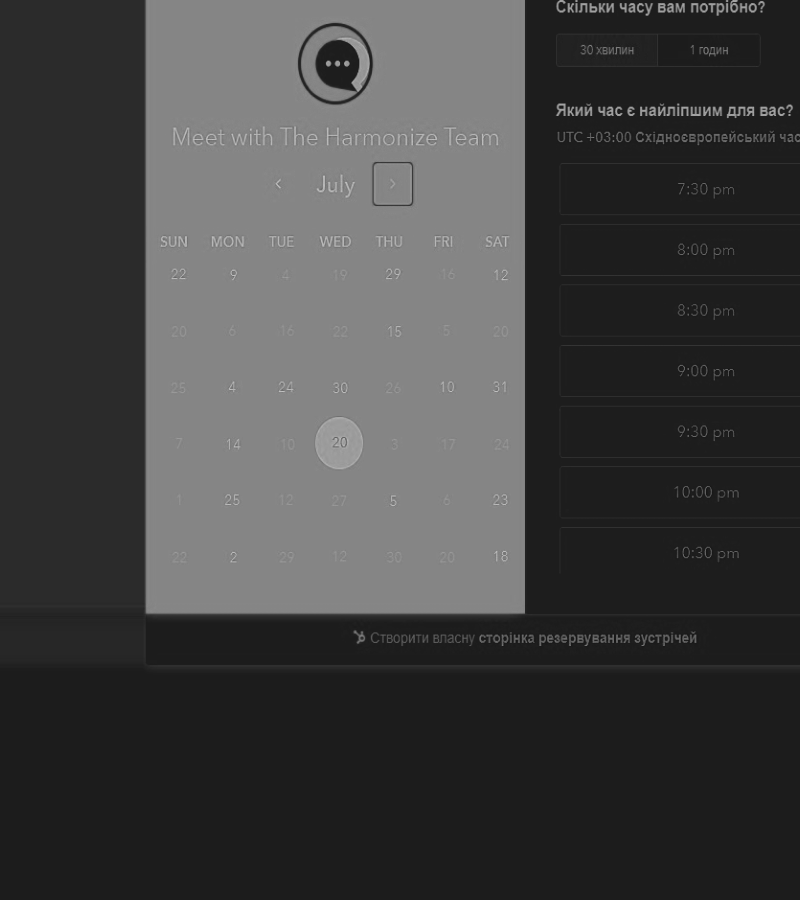 Meet with The Harmonize Team
July
SUN MON TUE WED THU FRI SAT
22 9 4 19 29 16 12
20 6 16 22 15 5 20
25 4 24 30 26 10 31
7 14 10 20 3 17 24
1 25 12 27 5 6 23
22 2 29 12 30 20 18
Скільки часу вам потрібно?
30 хвилин 1 годин
Який час є найліпшим для вас?
UTC +03:00 Східноєвропейський час
7:30 pm
8:00 pm
8:30 pm
9:00 pm
9:30 pm
10:00 pm
10:30 pm
Створити власну сторінка резервування зустрічей